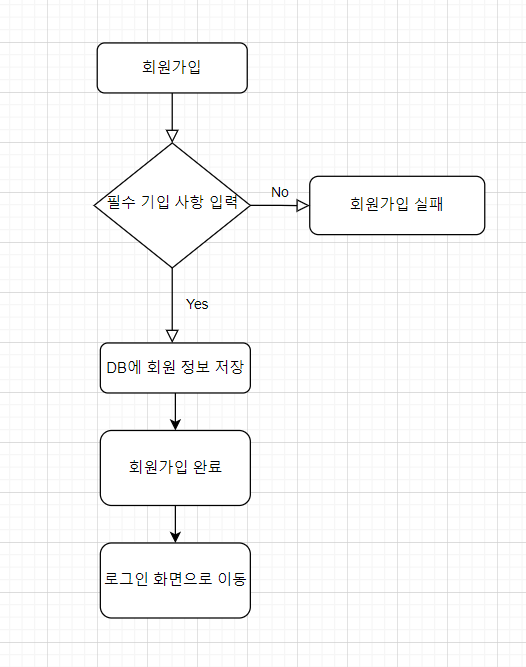 회원가입
필수 기입 사항 입력
No
회원가입 실패
Yes
DB에 회원 정보 저장
회원가입 완료
로그인 화면으로 이동